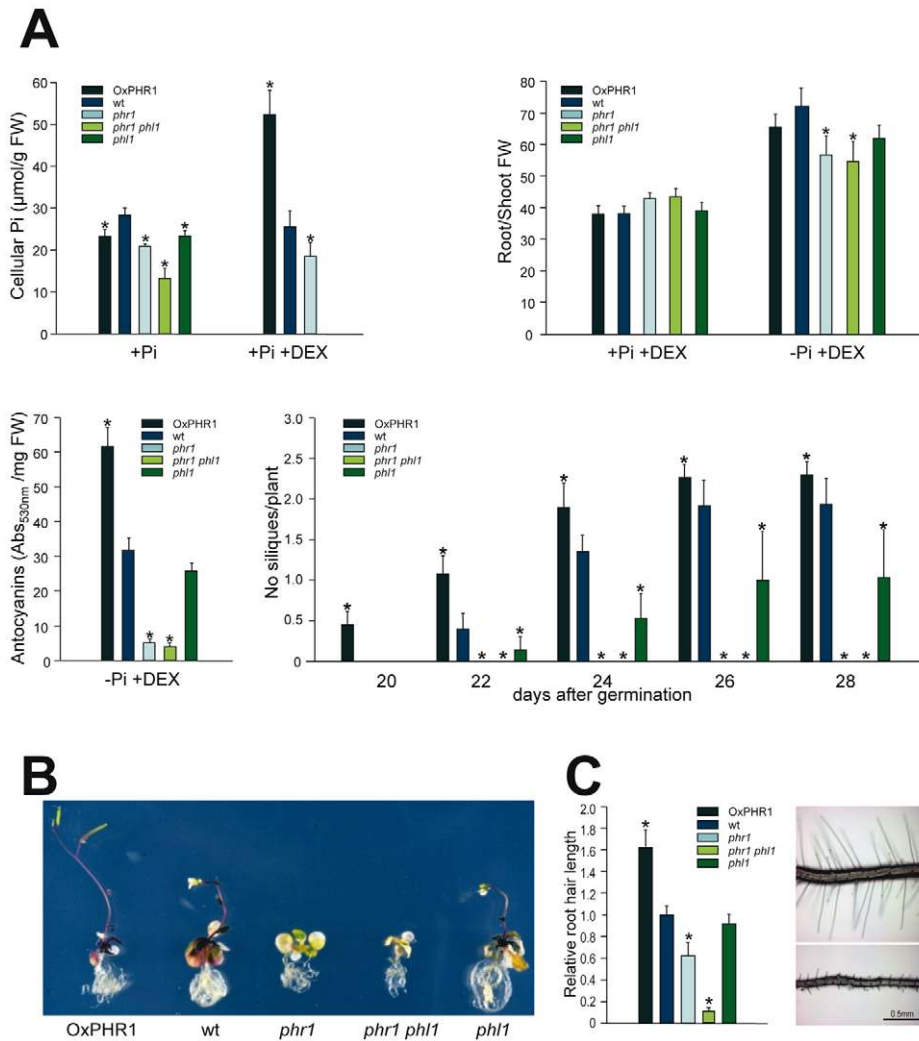 A
Cellular Pi (µmol/g FW)
60
50
40
30
20
10
0
OxPHR1
wt
phr1
phr1 phl1
phl1
*
*
*
*
*
*
+Pi
+Pi +DEX
Root/Shoot FW
80
70
60
50
40
30
20
10
0
OxPHR1
wt
phr1
phr1 phl1
phl1
*
*
+Pi +DEX
-Pi +DEX
Antocyanins (Abs530nm /mg FW)
70
60
50
40
30
20
10
0
OxPHR1
wt
phr1
phr1 phl1
phl1
*
*
*
-Pi +DEX
No siliques/plant
3.0
2.5
2.0
1.5
1.0
0.5
0
OxPHR1
wt
phr1
phr1 phl1
phl1
*
*
* * *
*
* * *
*
* * *
*
* * *
20 22 24 26 28
days after germination
B
OxPHR1 wt phr1 phr1 phl1 phl1
C
Relative root hair length
2.0
1.8
1.6
1.4
1.2
1.0
0.8
0.6
0.4
0.2
0
OxPHR1
wt
phr1
phr1 phl1
phl1
*
*
*
0.5mm